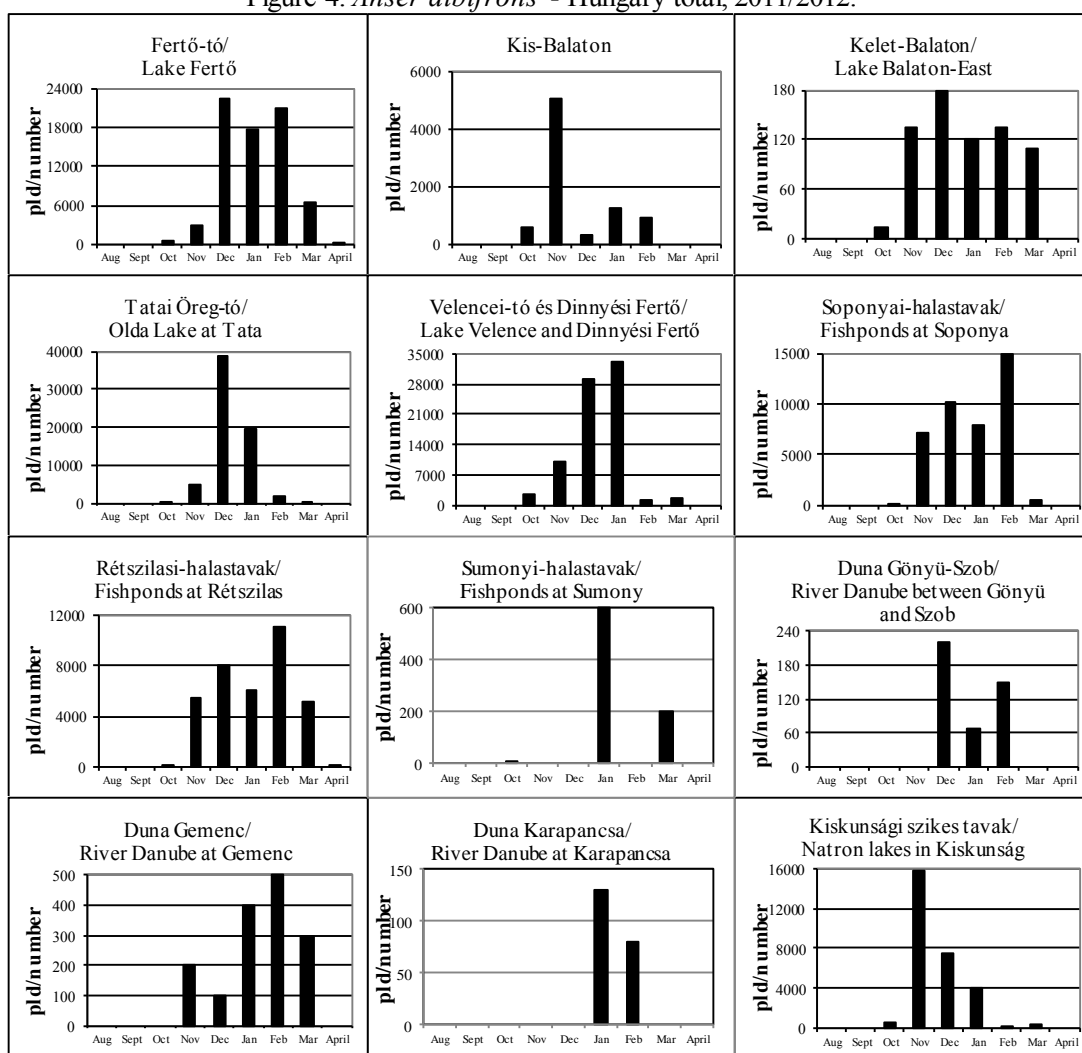 Figure 4. Anser albifrons - Hungary total, 2011/2012.
Fertő-tó/
Lake Fertő
pld/number
24000
18000
12000
6000
0
Aug Sept Oct Nov Dec Jan Feb Mar April
Kis-Balaton
pld/number
6000
4000
2000
0
Aug Sept Oct Nov Dec Jan Feb Mar April
Kelet-Balaton/
Lake Balaton-East
pld/number
180
120
60
0
Aug Sept Oct Nov Dec Jan Feb Mar April
Tatai Öreg-tó/
Olda Lake at Tata
pld/number
40000
30000
20000
10000
0
Aug Sept Oct Nov Dec Jan Feb Mar April
Velencei-tó és Dinnyési Fertő/
Lake Velence and Dinnyési Fertő
pld/number
35000
28000
21000
14000
7000
0
Aug Sept Oct Nov Dec Jan Feb Mar April
Soponyai-halastavak/
Fishponds at Soponya
pld/number
15000
10000
5000
0
Aug Sept Oct Nov Dec Jan Feb Mar April
Rétszilasi-halastavak/
Fishponds at Rétszilas
pld/number
12000
8000
4000
0
Aug Sept Oct Nov Dec Jan Feb Mar April
Sumonyi-halastavak/
Fishponds at Sumony
pld/number
600
400
200
0
Aug Sept Oct Nov Dec Jan Feb Mar April
Duna Gönyü-Szob/
River Danube between Gönyü
and Szob
pld/number
240
180
120
60
0
Aug Sept Oct Nov Dec Jan Feb Mar April
Duna Gemenc/
River Danube at Gemenc
pld/number
500
400
300
200
100
0
Aug Sept Oct Nov Dec Jan Feb Mar April
Duna Karapancsa/
River Danube at Karapancsa
pld/number
150
100
50
0
Aug Sept Oct Nov Dec Jan Feb Mar April
Kiskunsági szikes tavak/
Natron lakes in Kiskunság
pld/number
16000
12000
8000
4000
0
Aug Sept Oct Nov Dec Jan Feb Mar April